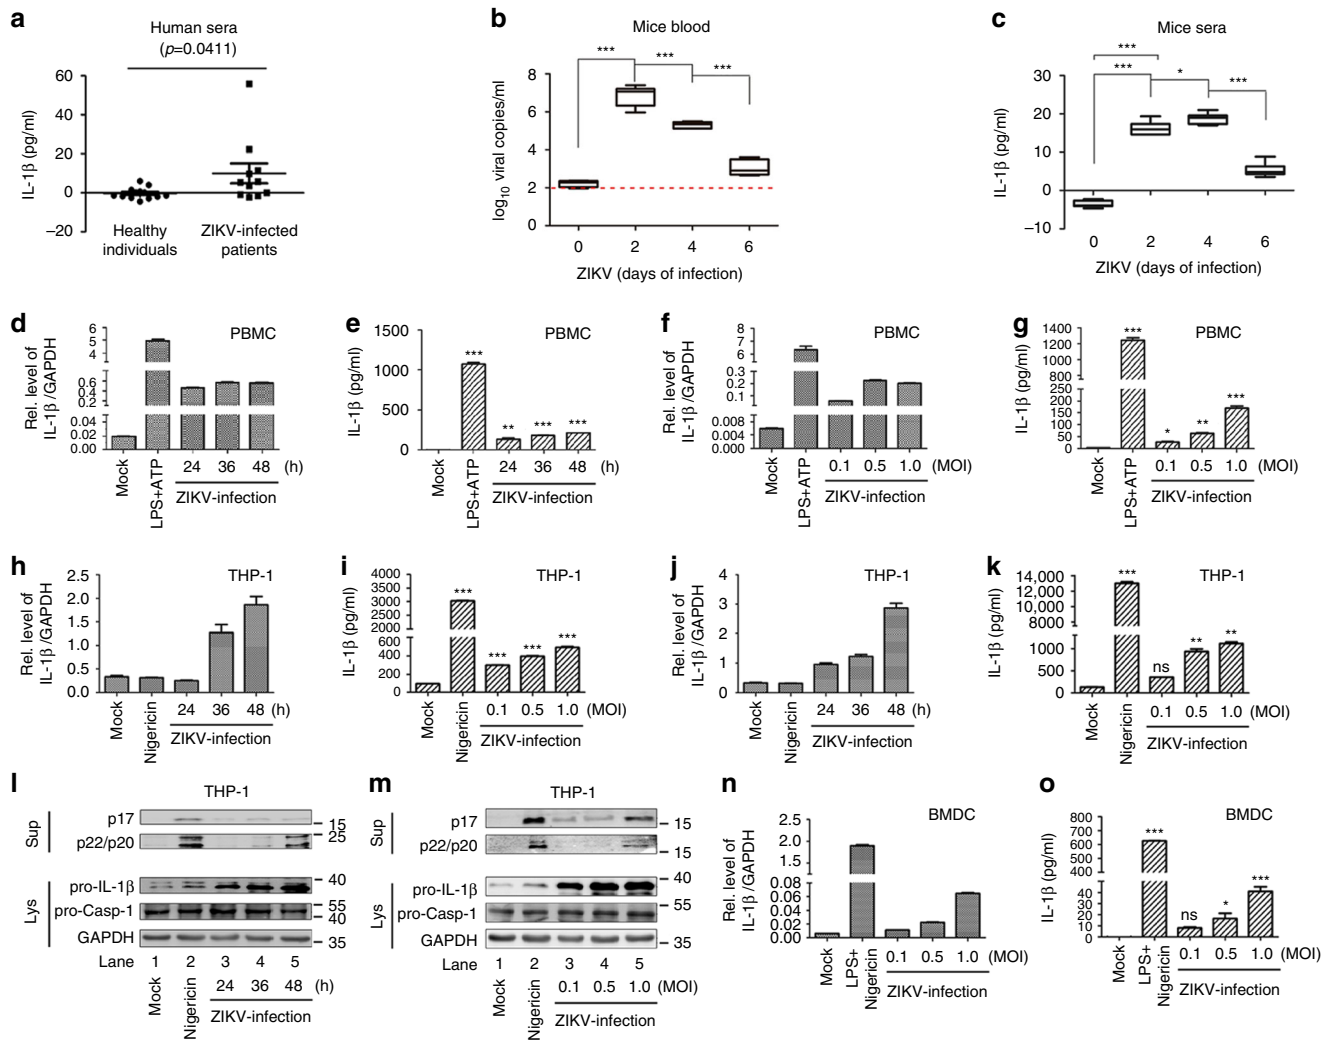 a
Human sera
(p=0.0411)
IL-1β (pg/ml)
60
40
20
0
–20
Healthy individuals
ZIKV-infected patients
b
Mice blood
*** *** ***
log10 viral copies/ml
8
6
4
2
0
0 2 4 6
ZIKV (days of infection)
c
Mice sera
***
*** * ***
IL-1β (pg/ml)
30
20
10
0
–10
0 2 4 6
ZIKV (days of infection)
d
PBMC
Rel. level of
IL-1β /GAPDH
6
5
4
0.6
0.4
0.2
0.04
0.02
0.00
Mock LPS+ATP 24 36 48 (h)
ZIKV-infection
e
PBMC
IL-1β (pg/ml)
1500
1000
500
0
*** ** *** ***
Mock LPS+ATP 24 36 48 (h)
ZIKV-infection
f
PBMC
Rel. level of
IL-1β /GAPDH
8
7
6
0.3
0.2
0.1
0.008
0.004
0.000
Mock LPS+ATP 0.1 0.5 1.0 (MOI)
ZIKV-infection
g
PBMC
IL-1β (pg/ml)
1400
1200
1000
800
250
200
150
100
50
0
*** * ** ***
Mock LPS+ATP 0.1 0.5 1.0 (MOI)
ZIKV-infection
h
THP-1
Rel. level of
IL-1β /GAPDH
2.5
2.0
1.5
1.0
0.5
0.0
Mock Nigericin 24 36 48 (h)
ZIKV-infection
i
THP-1
IL-1β (pg/ml)
4000
3000
2000
600
400
200
0
*** *** *** ***
Mock Nigericin 0.1 0.5 1.0 (MOI)
ZIKV-infection
j
THP-1
Rel. level of
IL-1β /GAPDH
4
3
2
1
0
Mock Nigericin 24 36 48 (h)
ZIKV-infection
k
THP-1
IL-1β (pg/ml)
14,000
12,000
10,000
8000
1000
500
0
*** ns ** **
Mock Nigericin 0.1 0.5 1.0 (MOI)
ZIKV-infection
l
THP-1
Sup
p17 15
p22/p20 25
Lys
pro-IL-1β 40
pro-Casp-1 55
40
GAPDH 35
Lane 1 2 3 4 5
Mock Nigericin 24 36 48 (h)
ZIKV-infection
m
THP-1
Sup
p17 15
p22/p20 15
Lys
pro-IL-1β 40
pro-Casp-1 55
GAPDH 35
Lane 1 2 3 4 5
Mock Nigericin 0.1 0.5 1.0 (MOI)
ZIKV-infection
n
BMDC
Rel. level of
IL-1β /GAPDH
2.5
2.0
1.5
0.08
0.06
0.04
0.02
0.00
Mock LPS+ Nigericin 0.1 0.5 1.0 (MOI)
ZIKV-infection
o
BMDC
IL-1β (pg/ml)
800
700
600
500
400
40
30
20
10
0
*** ns * ***
Mock LPS+ Nigericin 0.1 0.5 1.0 (MOI)
ZIKV-infection